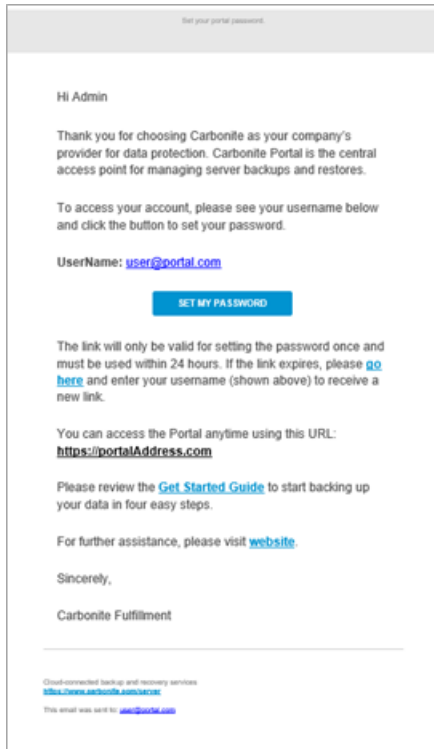 Set your portal password.
Hi Admin
Thank you for choosing Carbonite as your company's
provider for data protection. Carbonite Portal is the central
access point for managing server backups and restores.
To access your account, please see your username below
and click the button to set your password.
UserName: user@portal.com
SET MY PASSWORD
The link will only be valid for setting the password once and
must be used within 24 hours. If the link expires, please go
here and enter your username (shown above) to receive a
new link.
You can access the Portal anytime using this URL:
https://portalAddress.com
Please review the Get Started Guide to start backing up
your data in four easy steps.
For further assistance, please visit website.
Sincerely,
Carbonite Fulfillment
Cloud-connected backup and recovery services
https://www.carbonite.com/server
This email was sent to: user@portal.com